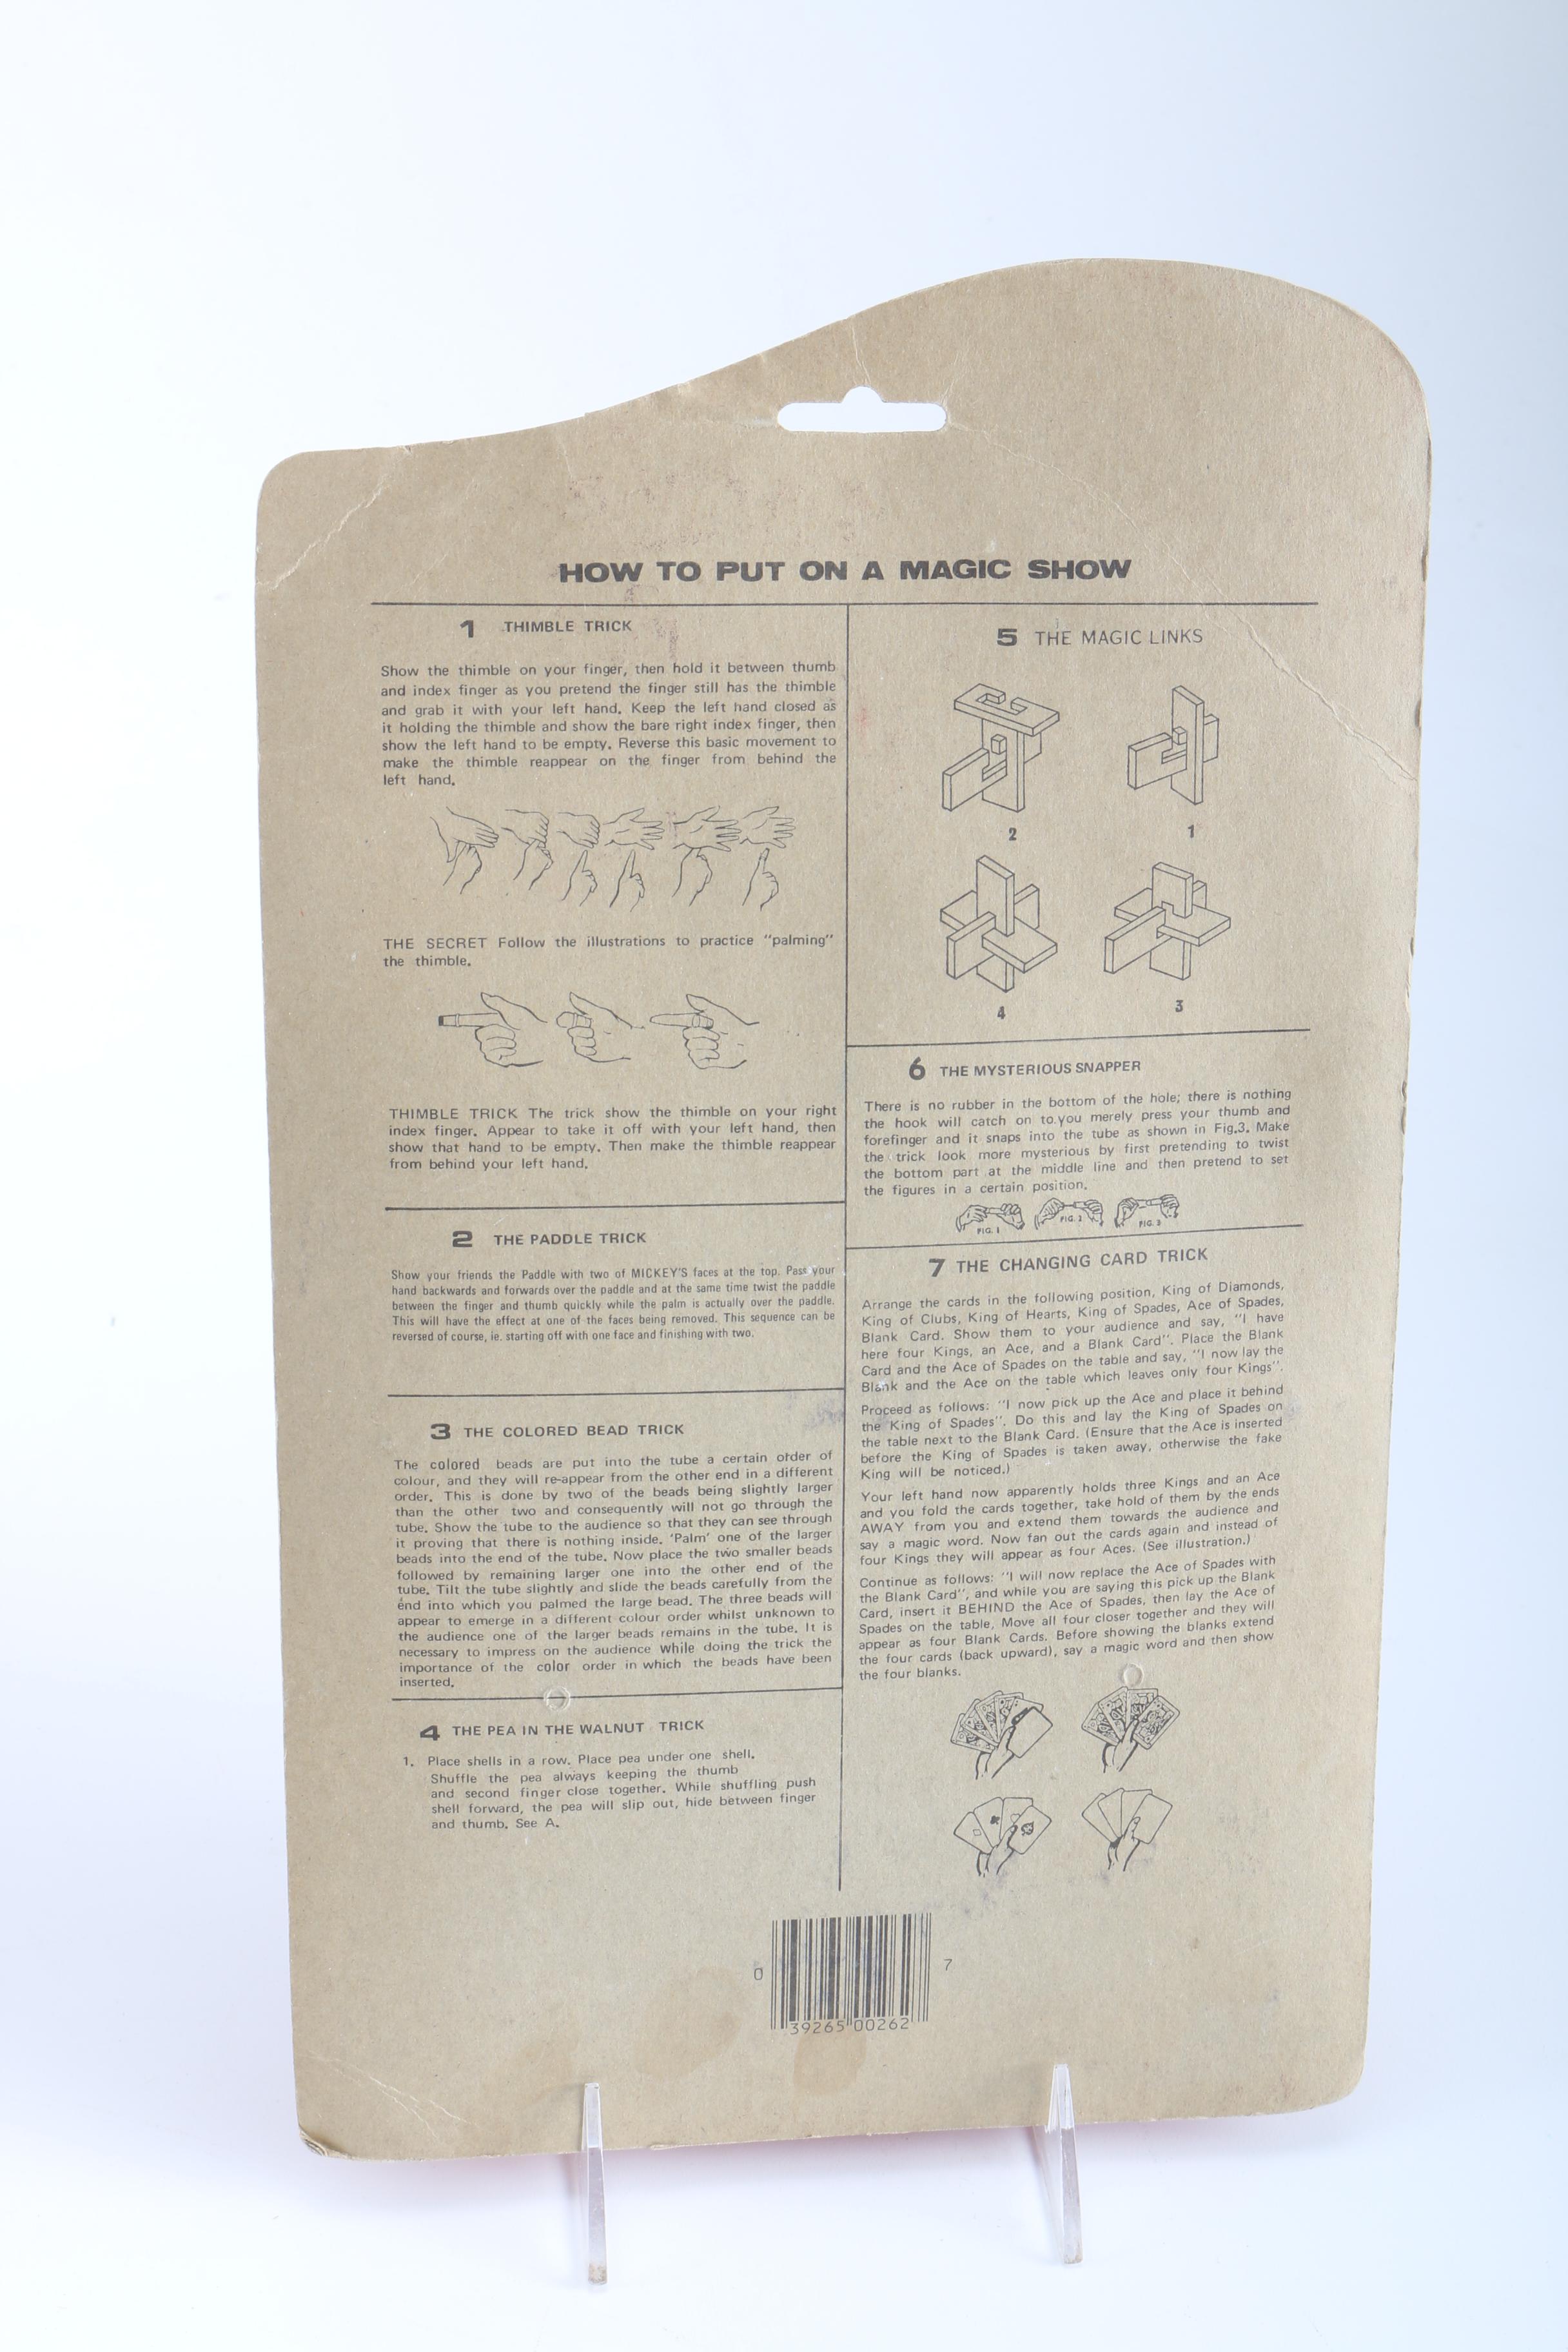 HOW TO PUT ON A MAGIC SHOW
1 THIMBLE TRICK
Show the thimble on your finger, then hold it between thumb
and index finger as you pretend the finger still has the thimble
and grab it with your left hand. Keep the left hand closed as
it holding the thimble and show the bare right index finger, then
show the left hand to be empty. Reverse this basic movement to
make the thimble reappear on the finger from behind the
left hand.
THE SECRET Follow the illustrations to practice "palming"
the thimble.
THIMBLE TRICK The trick show the thimble on your right
index finger. Appear to take it off with your left hand, then
show that hand to be empty. Then make the thimble reappear
from behind your left hand.
2 THE PADDLE TRICK
Show your friends the Paddle with two of MICKEY'S faces at the top. Pass your
hand backwards and forwards over the paddle and at the same time twist the paddle
between the finger and thumb quickly while the palm is actually over the paddle.
This will have the effect at one of the faces being removed. This sequence can be
reversed of course, ie. starting off with one face and finishing with two.
3 THE COLORED BEAD TRICK
The colored beads are put into the tube a certain order of
colour, and they will re-appear from the other end in a different
order. This is done by two of the beads being slightly larger
than the other two and consequently will not go through the
tube. Show the tube to the audience so that they can see through
it proving that there is nothing inside. 'Palm' one of the larger
beads into the end of the tube. Now place the two smaller beads
followed by remaining larger one into the other end of the
tube. Tilt the tube slightly and slide the beads carefully from the
end into which you palmed the large bead. The three beads will
appear to emerge in a different colour order whilst unknown to
the audience one of the larger beads remains in the tube. It is
necessary to impress on the audience While doing the trick the
importance of the color order in which the beads have been
inserted.
4 THE PEA IN THE WALNUT TRICK
1. Place shells in a row. Place pea under one shell.
Shuffle the pea always keeping the thumb
and second finger close together. While shuffling push
shell forward, the pea will slip out, hide between finger
and thumb. See A.
5 THE MAGIC LINKS
2
1
4
3
6 THE MYSTERIOUS SNAPPER
There is no rubber in the bottom of the hole; there is nothing
the hook will catch on to.you merely press your thumb and
forefinger and it snaps into the tube as shown in Fig.3. Make
the trick look more mysterious by first pretending to twist
the bottom part at the middle line and then pretend to set
the figures in a certain position.
FIG. 1
FIG. 2
FIG. 3
7 THE CHANGING CARD TRICK
Arrange the cards in the following position, King of Diamonds,
King of Clubs, King of Hearts, King of Spades, Ace of Spades,
Blank Card. Show them to your audience and say, "I have
here four Kings, an Ace, and a Blank Card". Place the Blank
Card and the Ace of Spades on the table and say, "I now lay the
Blank and the Ace on the table which leaves only four Kings".
Proceed as follows: "I now pick up the Ace and place it behind
the King of Spades". Do this and lay the King of Spades on
the table next to the Blank Card. (Ensure that the Ace is inserted
before the King of Spades is taken away, otherwise the fake
King will be noticed.)
Your left hand now apparently holds three Kings and an Ace
and you fold the cards together, take hold of them by the ends
AWAY from you and extend them towards the audience and
say a magic word. Now fan out the cards again and instead of
four Kings they will appear as four Aces. (See illustration.)
Continue as follows: "I will now replace the Ace of Spades with
the Blank Card", and while you are saying this pick up the Blank
Card, insert it BEHIND the Ace of Spades, then lay the Ace of
Spades on the table. Move all four closer together and they will
appear as four Blank Cards. Before showing the blanks extend
the four cards (back upward), say a magic word and then show
the four blanks.
0 39265 00262 7